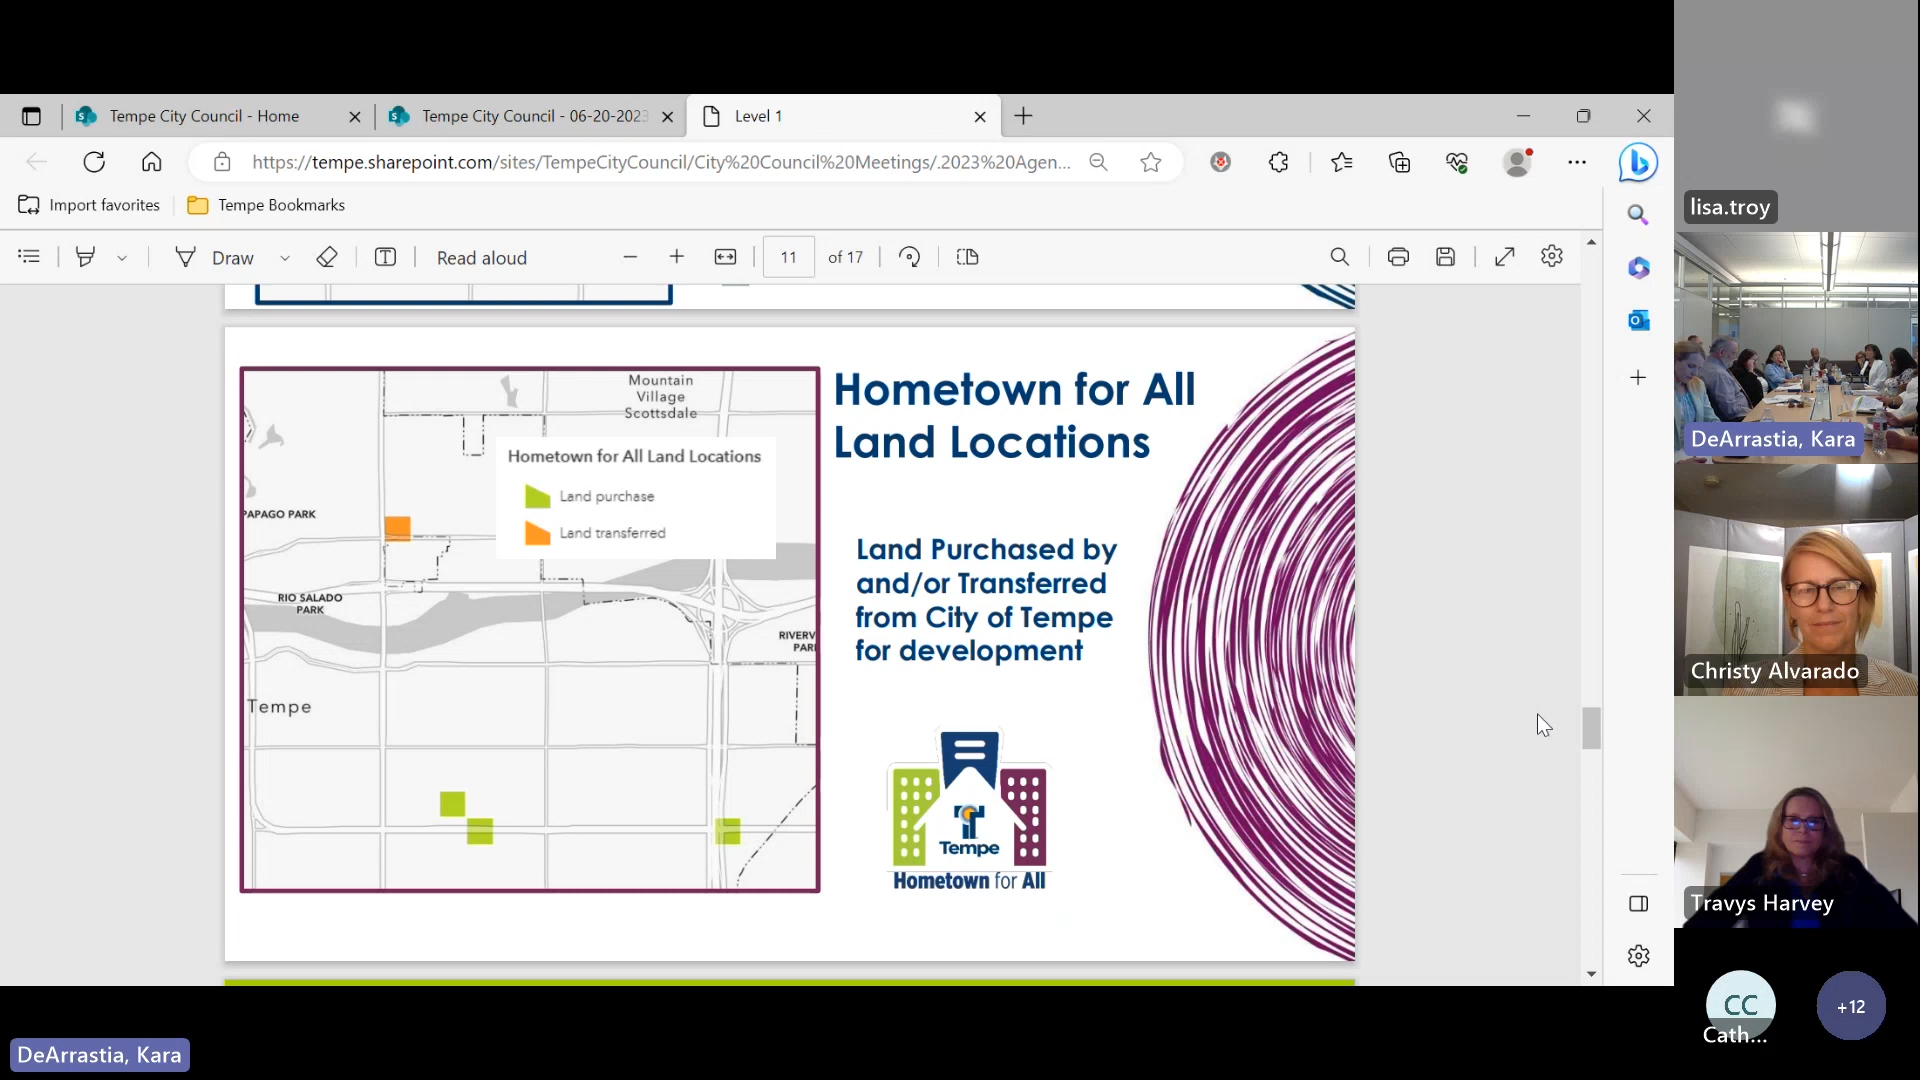 Tempe City Council - Home
Tempe City Council - 06-20-2023
Level 1
https://tempe.sharepoint.com/sites/TempeCityCouncil/City%20Council%20Meetings/.2023%20Agen...
Import favorites
Tempe Bookmarks
Draw
Read aloud
11
of 17
Mountain
Village
Scottsdale
Hometown for All Land Locations
Land purchase
Land transferred
PAPAGO PARK
RIO SALADO
PARK
RIVERV
PAR
Tempe
Hometown for All
Land Locations
Land Purchased by
and/or Transferred
from City of Tempe
for development
Tempe
Hometown for All
lisa.troy
DeArrastia, Kara
Christy Alvarado
Travys Harvey
CC
Cath...
+12
DeArrastia, Kara